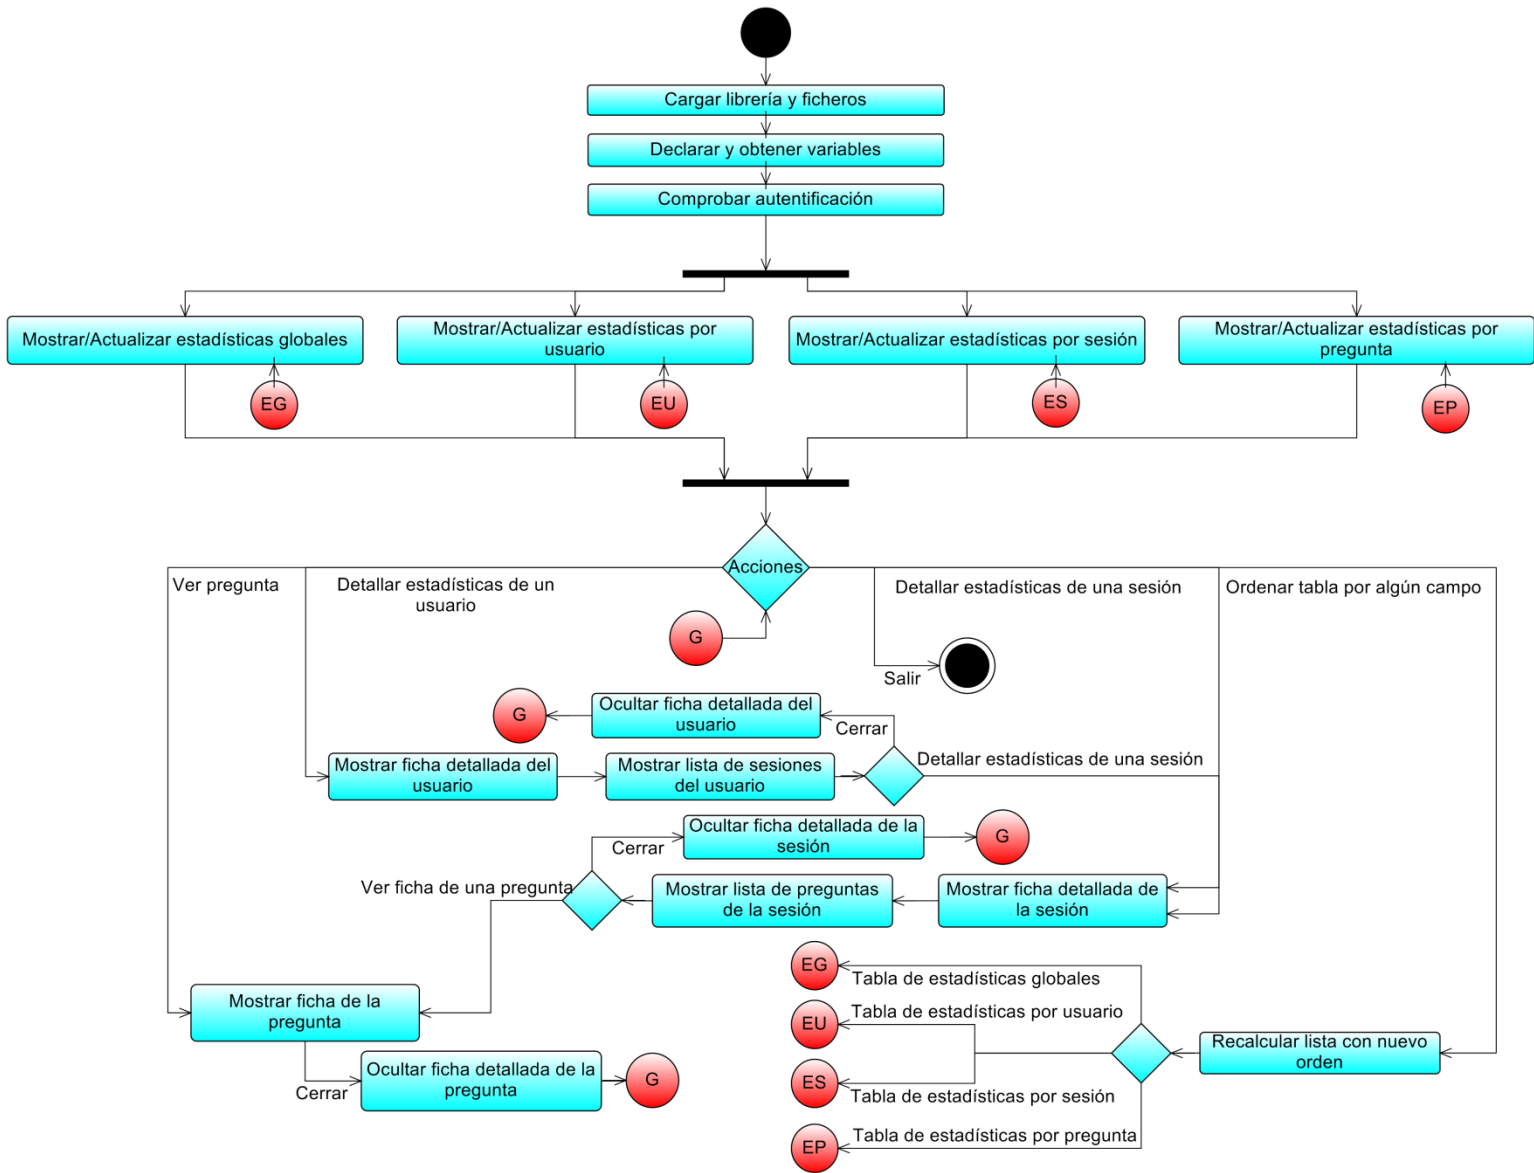 Cargar librería y ficheros
Declarar y obtener variables
Comprobar autentificación
Mostrar/Actualizar estadísticas globales
Mostrar/Actualizar estadísticas por
usuario
Mostrar/Actualizar estadísticas por sesión
Mostrar/Actualizar estadísticas por
pregunta
EG
EU
ES
EP
Acciones
Ver pregunta
Detallar estadísticas de un
usuario
Detallar estadísticas de una sesión
Ordenar tabla por algún campo
G
Salir
G
Ocultar ficha detallada del
usuario
Cerrar
Mostrar ficha detallada del
usuario
Mostrar lista de sesiones
del usuario
Detallar estadísticas de una sesión
Ocultar ficha detallada de la
sesión
G
Cerrar
Ver ficha de una pregunta
Mostrar lista de preguntas
de la sesión
Mostrar ficha detallada de
la sesión
EG
Tabla de estadísticas globales
Mostrar ficha de la
pregunta
EU
Tabla de estadísticas por usuario
Recalcular lista con nuevo
orden
Ocultar ficha detallada de la
pregunta
G
Cerrar
ES
Tabla de estadísticas por sesión
EP
Tabla de estadísticas por pregunta